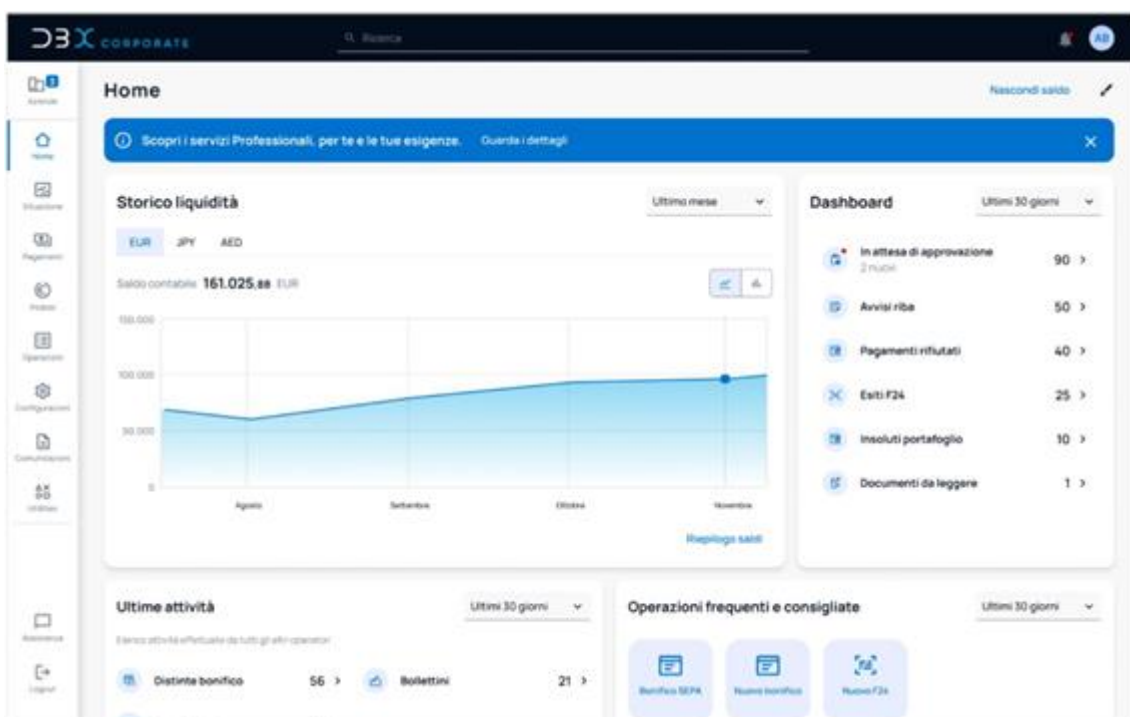 DBX CORPORATE
Ricerca
AB
Aziende
Home
Nascondi saldo
Home
Situazione
Pagamenti
Operazioni
Configurazioni
Comunicazioni
Utilities
Assistenza
Logout
Scopri i servizi Professionali, per te e le tue esigenze. Guarda i dettagli
Storico liquidità
Ultimo mese
EUR JPY AED
Saldo contabile 161.025,88 EUR
150.000
100.000
50.000
0
Agosto Settembre Ottobre Novembre
Riepilogo saldi
Dashboard
Ultimi 30 giorni
In attesa di approvazione 90
2 nuovi
Avvisi riba 50
Pagamenti rifiutati 40
Esiti F24 25
Insoluti portafoglio 10
Documenti da leggere 1
Ultime attività
Ultimi 30 giorni
Elenco attività effettuate da tutti gli altri operatori
Distinte bonifico 56
Bollettini 21
Operazioni frequenti e consigliate
Ultimi 30 giorni
Bonifico SEPA
Nuovo bonifico
Nuovo F24